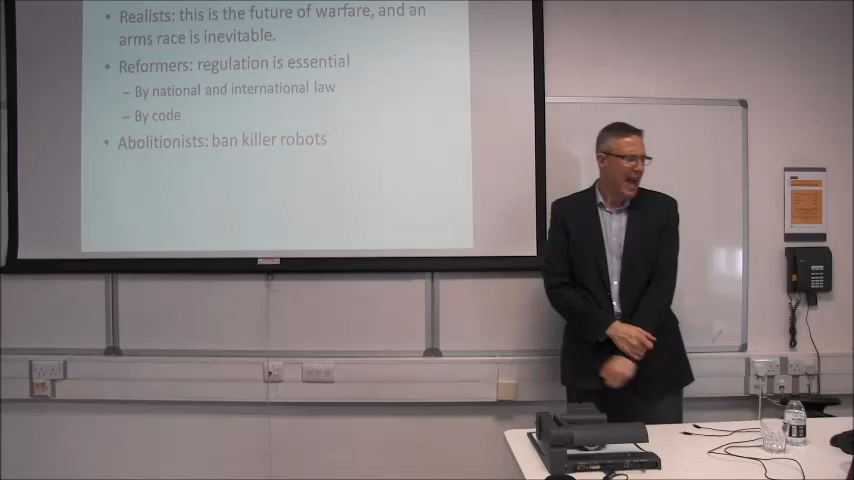 • Realists: this is the future of warfare, and an
arms race is inevitable.
• Reformers: regulation is essential
– By national and international law
– By code
• Abolitionists: ban killer robots